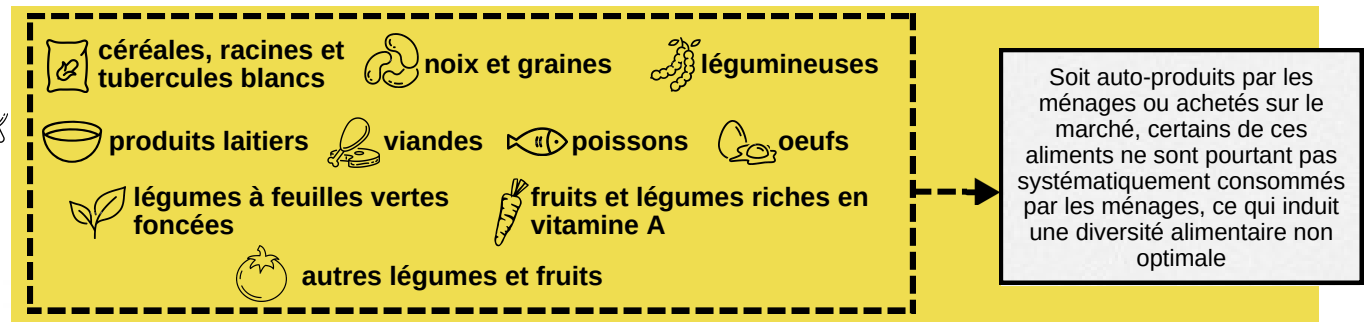 céréales, racines et
tubercules blancs
noix et graines
légumineuses
produits laitiers
viandes
poissons
oeufs
légumes à feuilles vertes
foncées
fruits et légumes riches en
vitamine A
autres légumes et fruits
Soit auto-produits par les
ménages ou achetés sur le
marché, certains de ces
aliments ne sont pourtant pas
systématiquement consommés
par les ménages, ce qui induit
une diversité alimentaire non
optimale